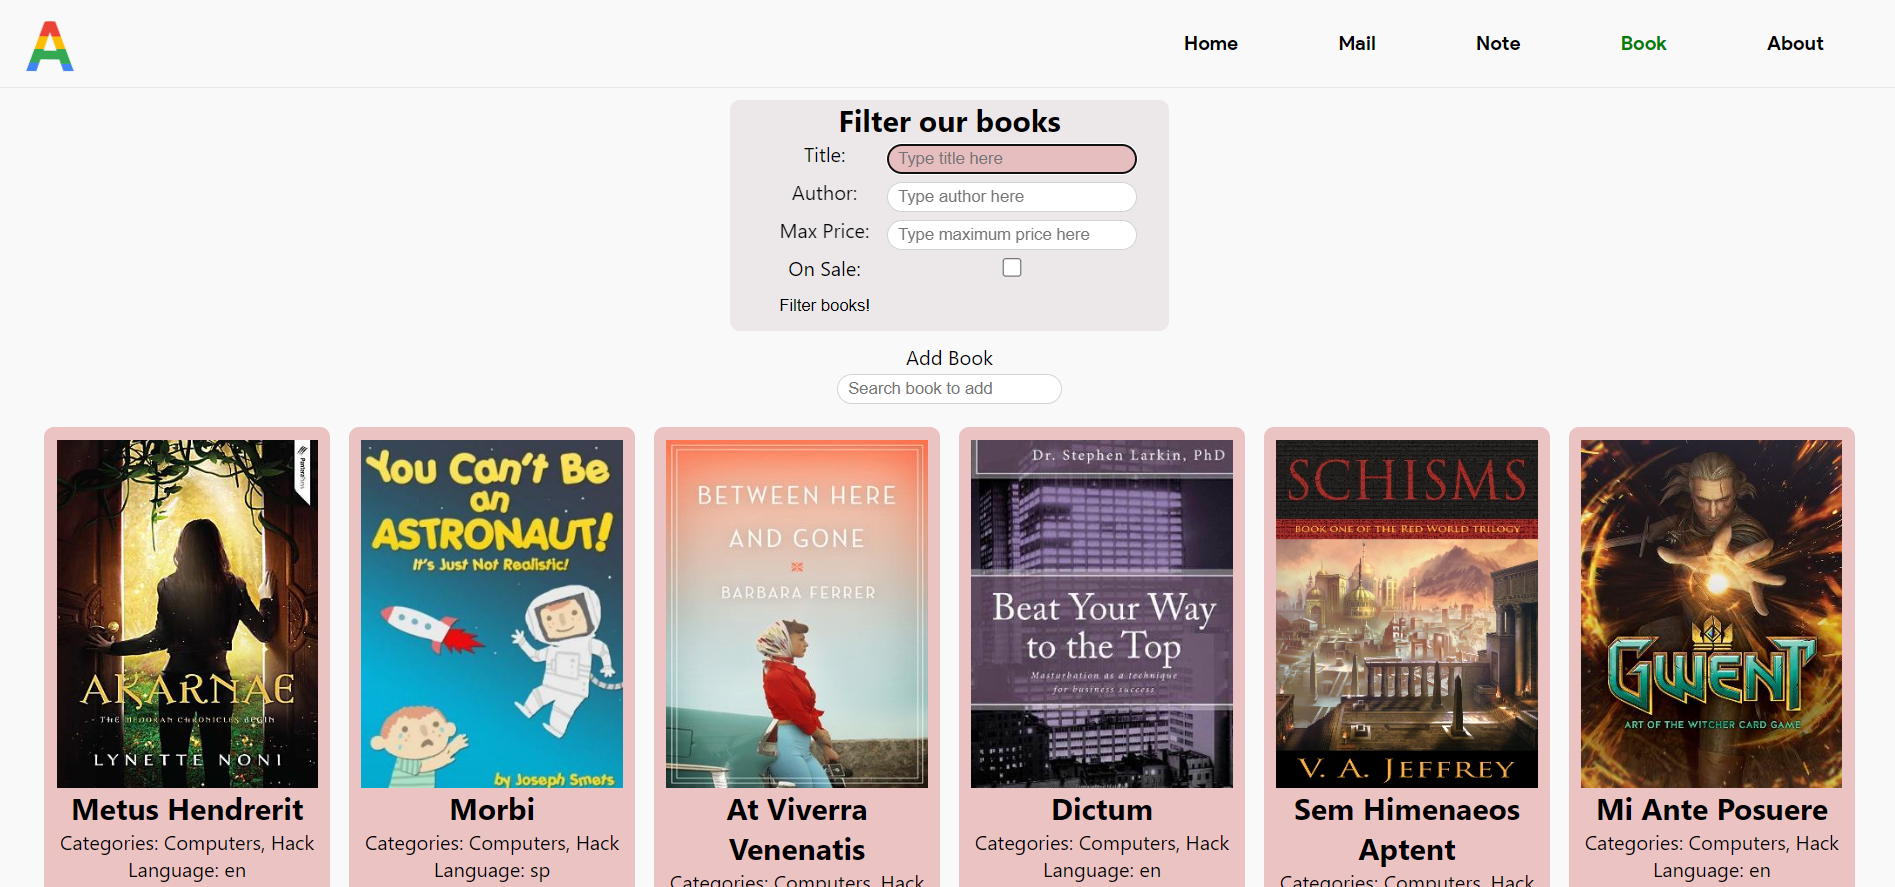 A
Home
Mail
Note
Book
About
Filter our books
Title:
Type title here
Author:
Type author here
Max Price:
Type maximum price here
On Sale:
Filter books!
Add Book
Search book to add
AKARNAE
THE MEDORAN CHRONICLES BEGIN
LYNETTE NONI
Metus Hendrerit
Categories: Computers, Hack
Language: en
You Can't Be
an
ASTRONAUT!
It's Just Not Realistic!
by Joseph Smets
Morbi
Categories: Computers, Hack
Language: sp
BETWEEN HERE
AND GONE
BARBARA FERRER
At Viverra
Venenatis
Categories: Computers, Hack
Dr. Stephen Larkin, PhD
Beat Your Way
to the Top
Masturbation as a technique
for business success
Dictum
Categories: Computers, Hack
Language: en
SCHISMS
BOOK ONE OF THE RED WORLD TRILOGY
V. A. JEFFREY
Sem Himenaeos
Aptent
Categories: Computers, Hack
GWENT
ART OF THE WITCHER CARD GAME
Mi Ante Posuere
Categories: Computers, Hack
Language: en